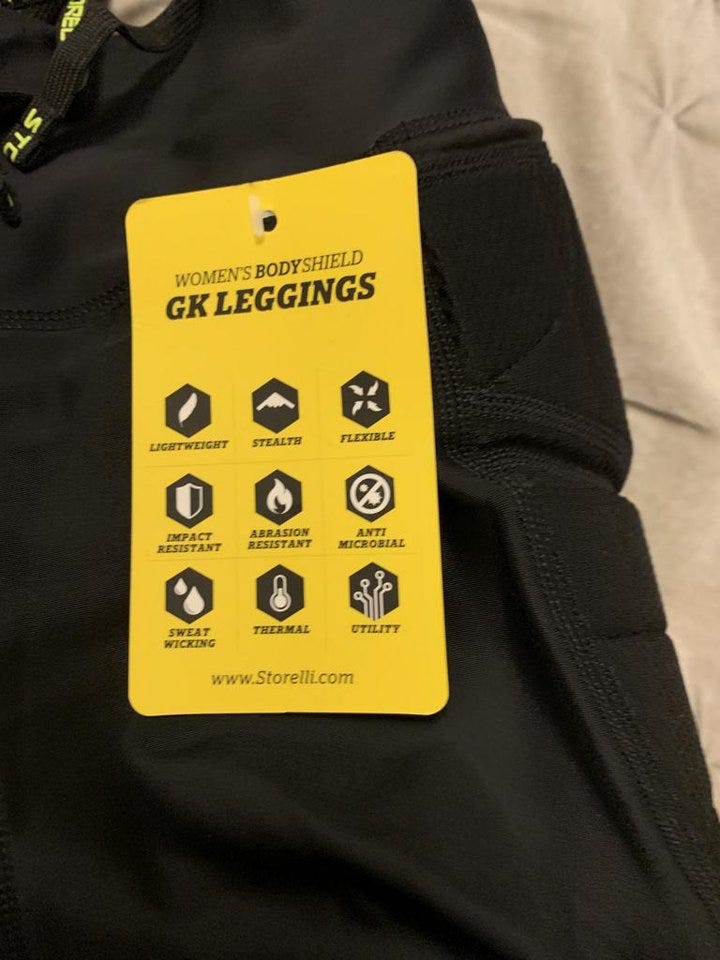 WOMEN'S BODYSHIELD
GK LEGGINGS
LIGHTWEIGHT STEALTH FLEXIBLE
IMPACT RESISTANT ABRASION RESISTANT ANTI MICROBIAL
SWEAT WICKING THERMAL UTILITY
www.Storelli.com